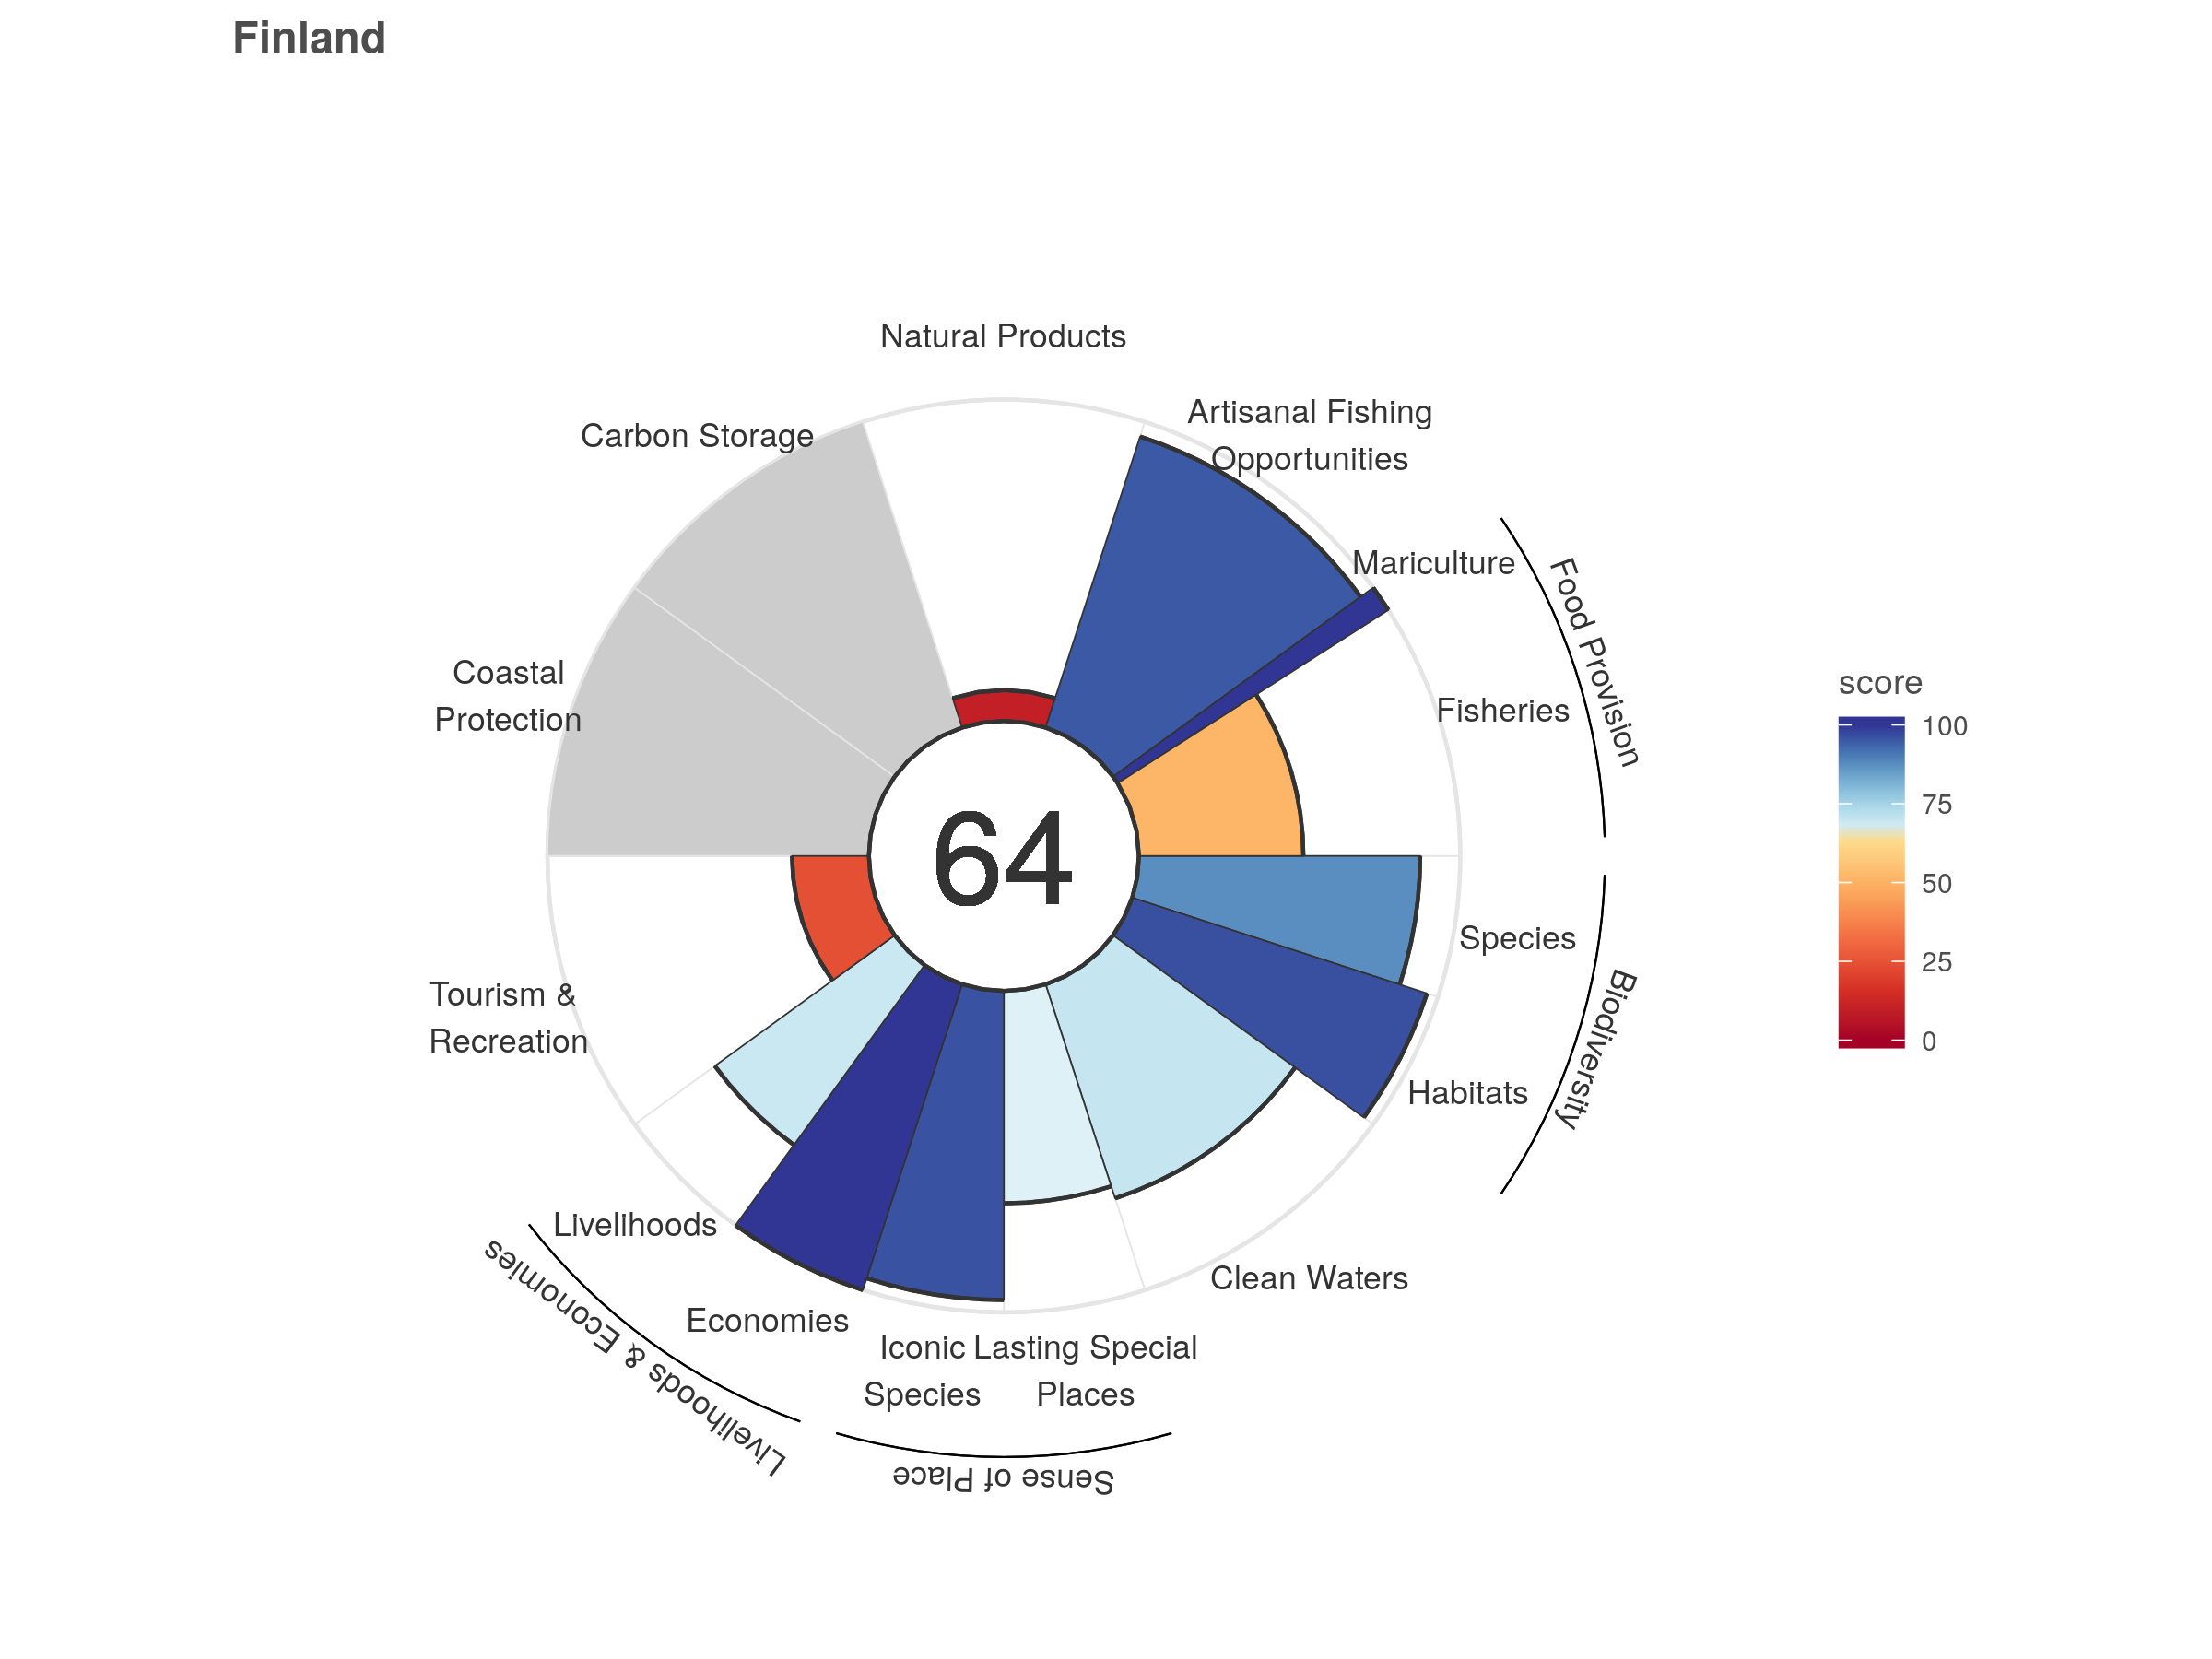 Finland
Natural Products
Artisanal Fishing
Opportunities
Carbon Storage
Mariculture
Food Provision
Fisheries
Coastal
Protection
score
100
75
50
25
0
64
Species
Biodiversity
Habitats
Tourism &
Recreation
Livelihoods
Clean Waters
Economies
Livelihoods & Economies
Iconic
Species
Lasting Special
Places
Sense of Place